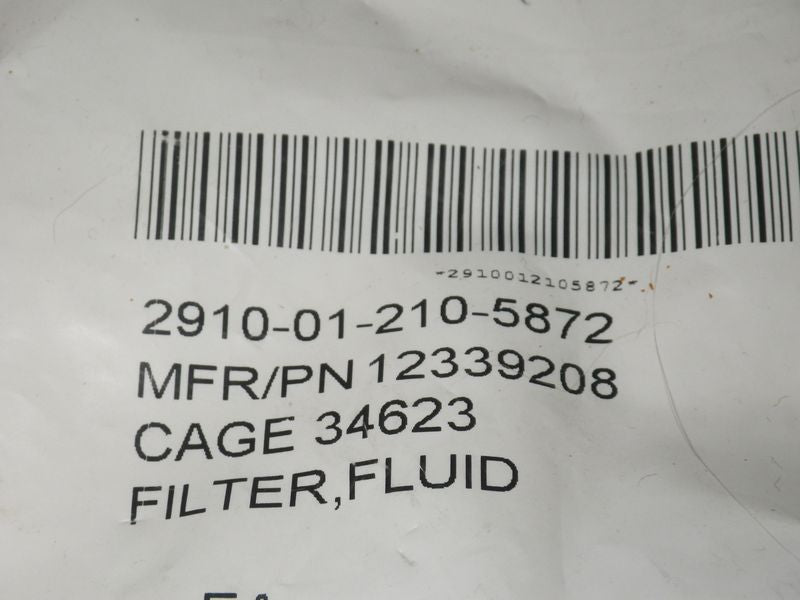 -2910012105872-
2910-01-210-5872
MFR/PN 12339208
CAGE 34623
FILTER,FLUID